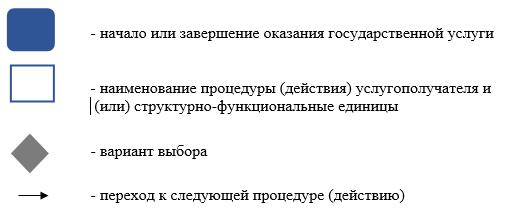 - начало или завершение оказания государственной услуги
- наименование процедуры (действия) услугополучателя и
(или) структурно-функциональные единицы
- вариант выбора
- переход к следующей процедуре (действию)